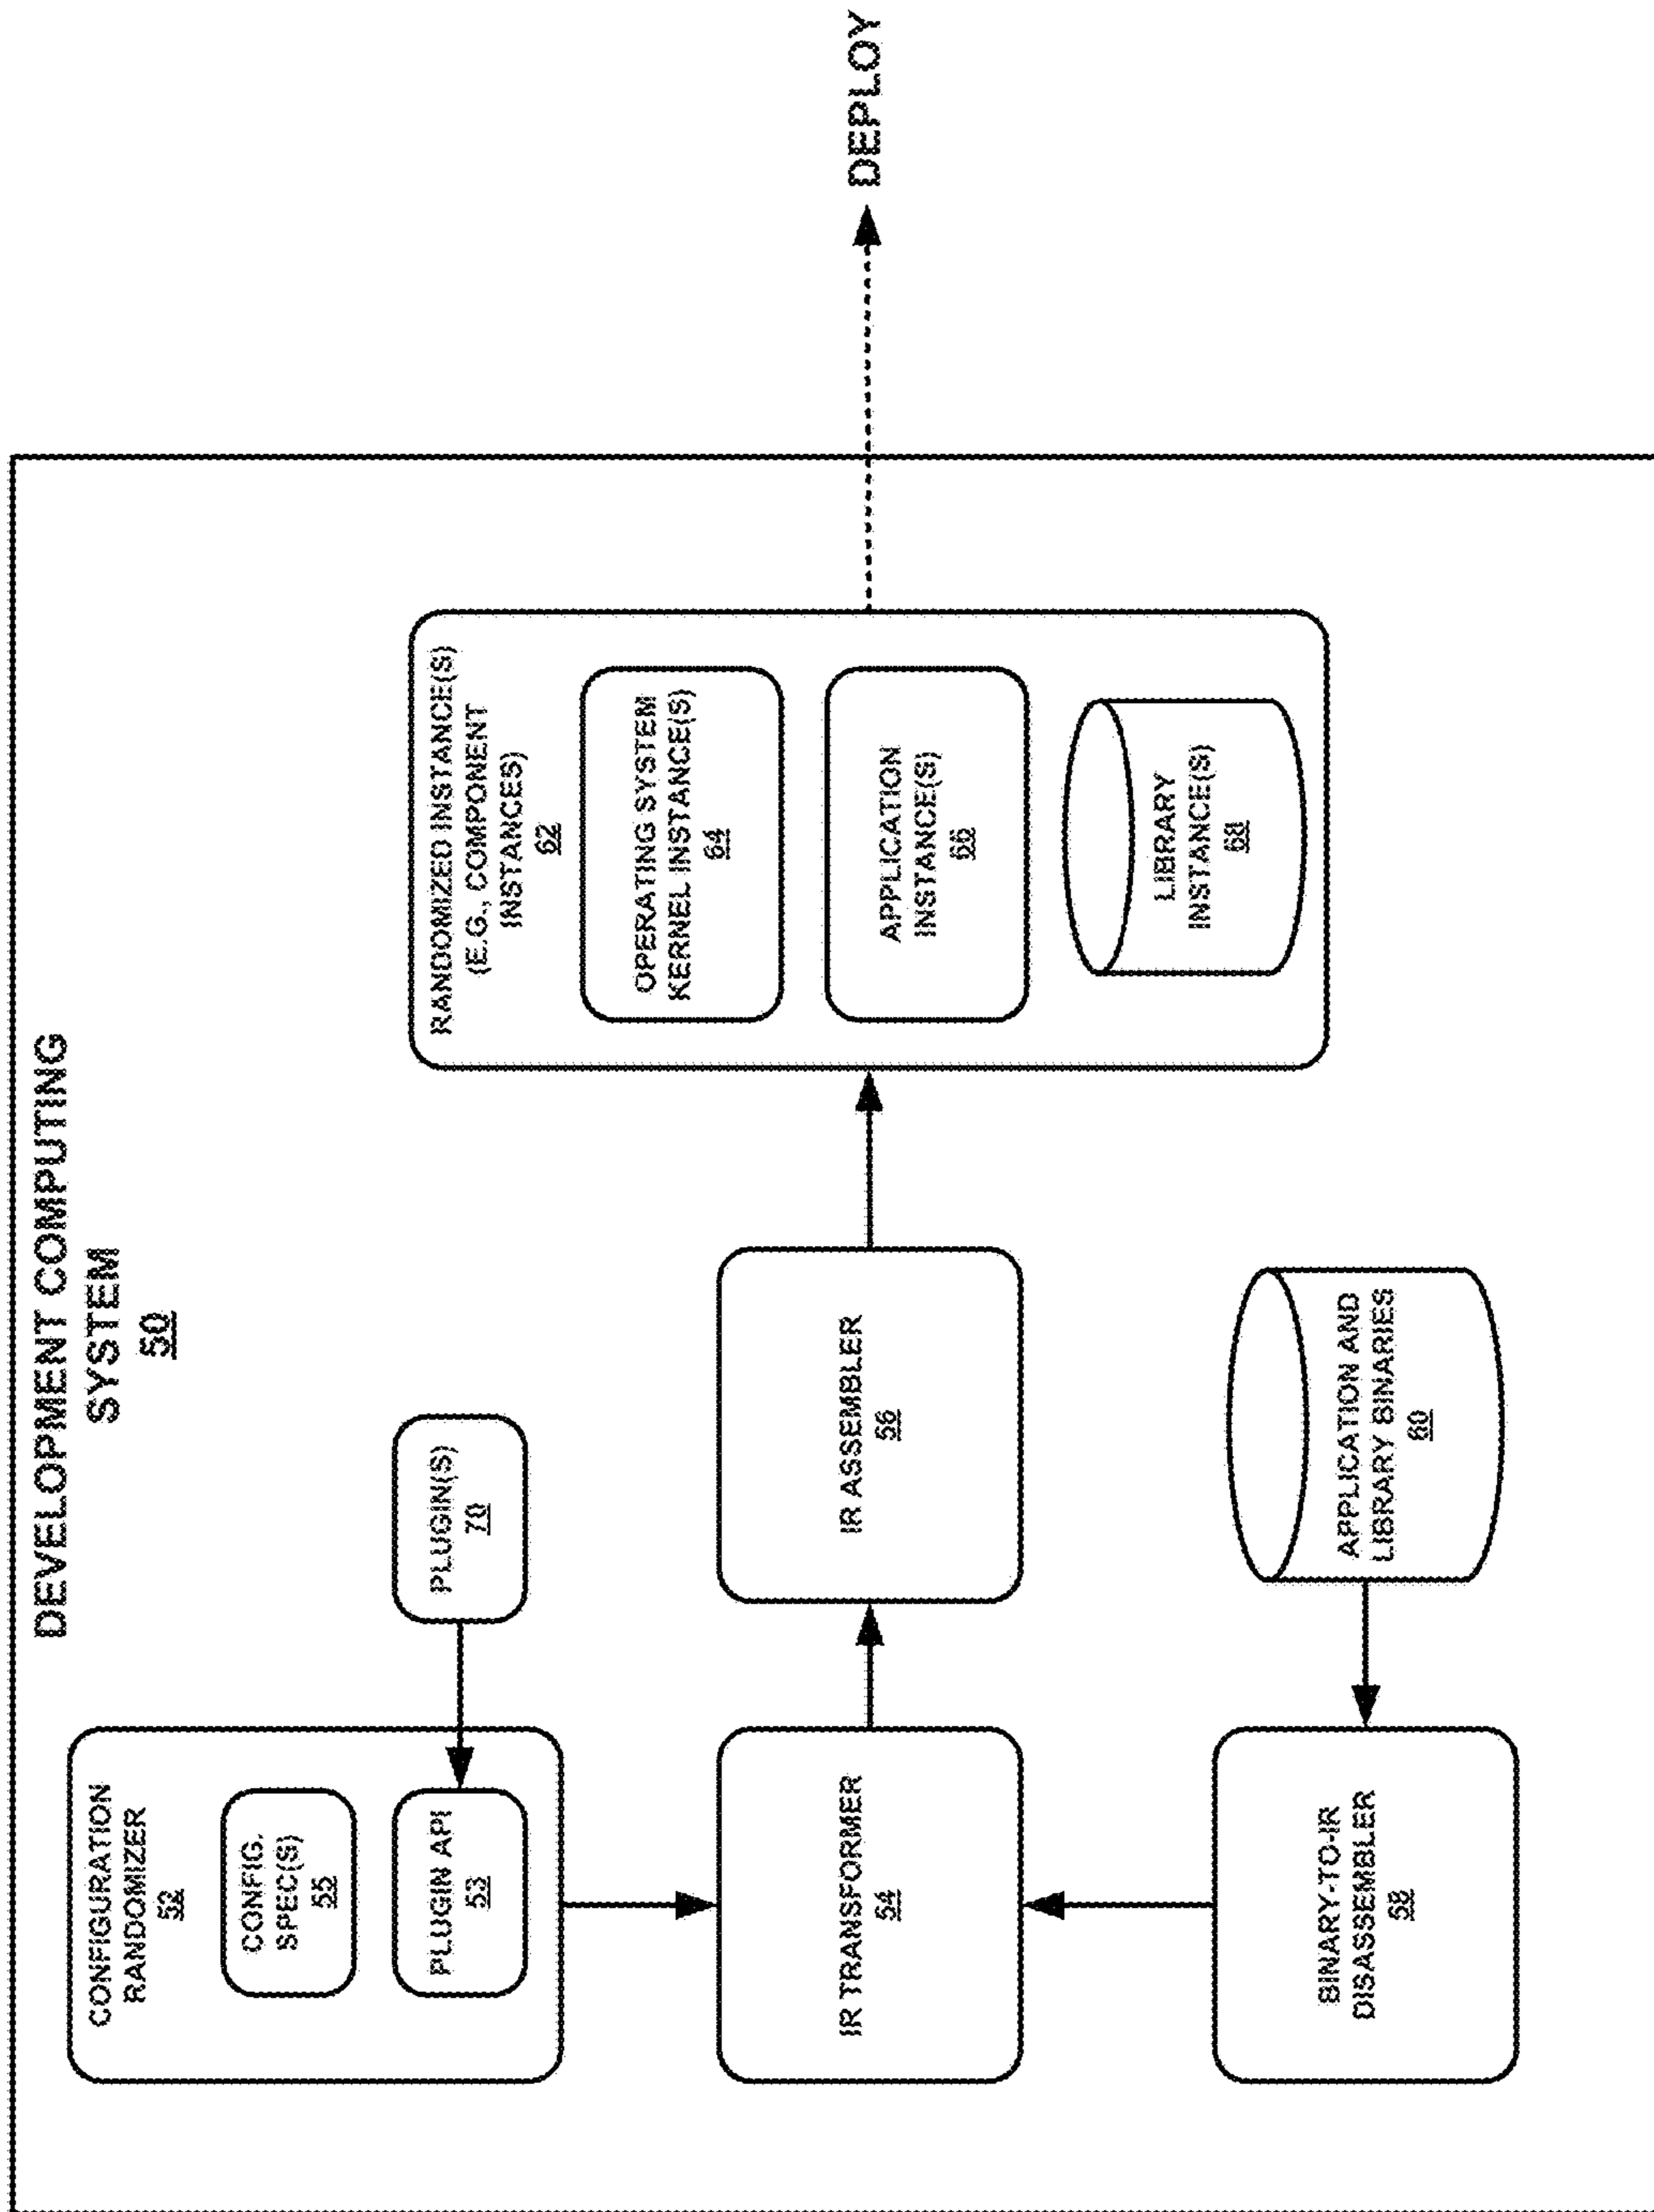 DEVELOPMENT COMPUTING
SYSTEM
50
CONFIGURATION
RANDOMIZER
52
CONFIG.
SPEC(S)
55
PLUGIN API
53
PLUGIN(S)
70
IR TRANSFORMER
54
IR ASSEMBLER
56
BINARY-TO-IR
DISASSEMBLER
58
APPLICATION AND
LIBRARY BINARIES
60
RANDOMIZED INSTANCE(S)
(E.G., COMPONENT
INSTANCES)
62
OPERATING SYSTEM
KERNEL INSTANCE(S)
64
APPLICATION
INSTANCE(S)
66
LIBRARY
INSTANCE(S)
68
DEPLOY